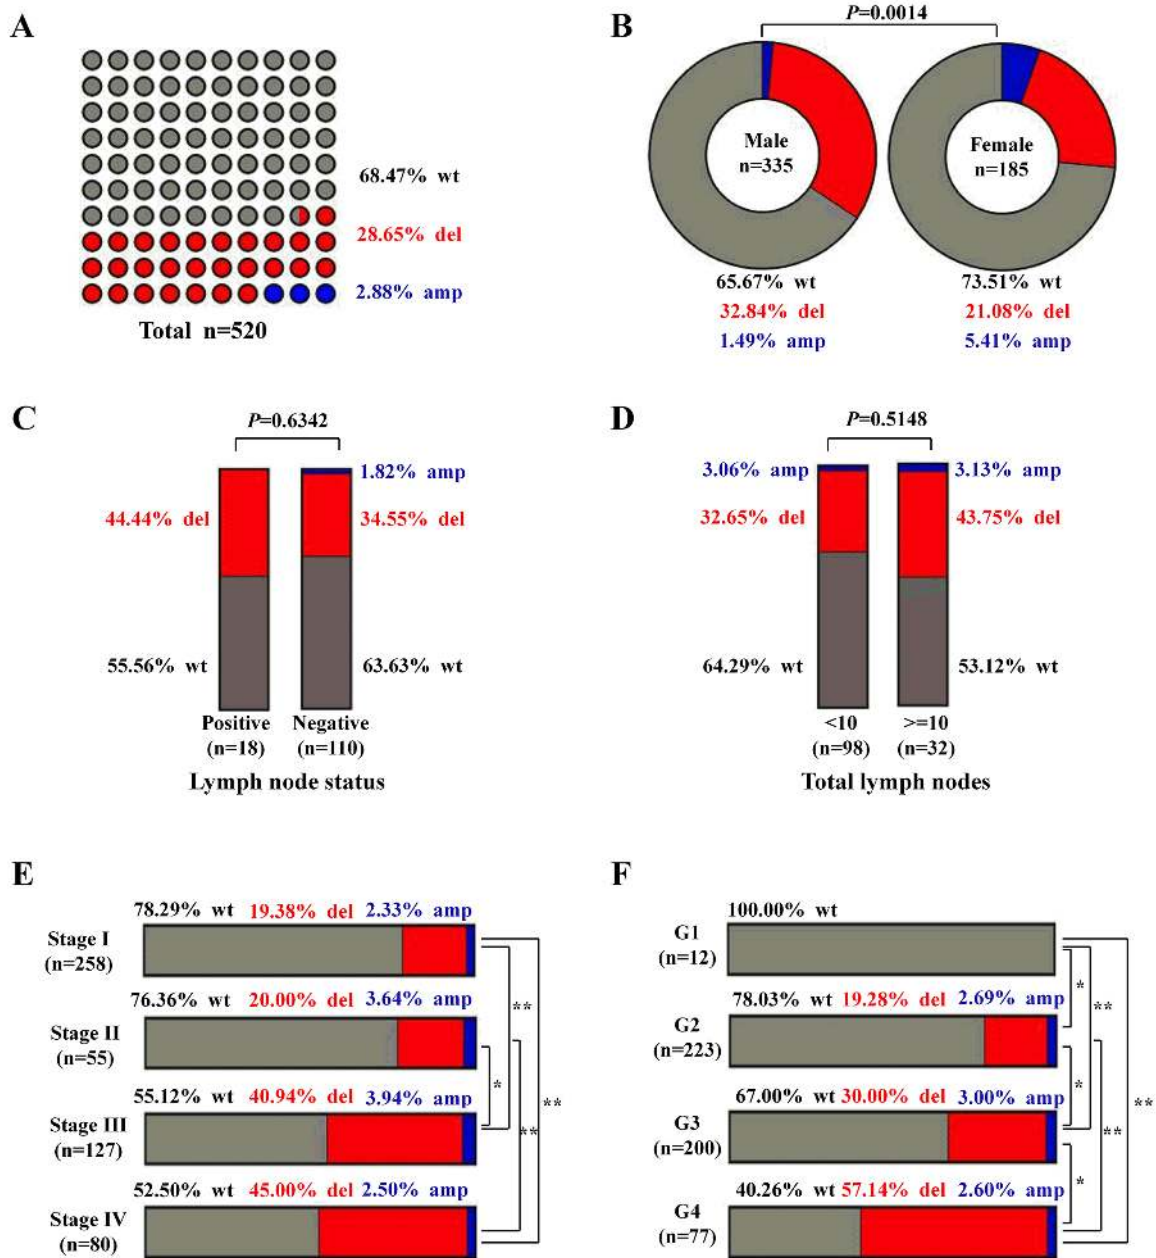 A
68.47% wt
28.65% del
2.88% amp
Total n=520
B
P=0.0014
Male
n=335
Female
n=185
65.67% wt
32.84% del
1.49% amp
73.51% wt
21.08% del
5.41% amp
C
P=0.6342
1.82% amp
44.44% del
34.55% del
55.56% wt
63.63% wt
Positive
(n=18)
Negative
(n=110)
Lymph node status
D
P=0.5148
3.06% amp
3.13% amp
32.65% del
43.75% del
64.29% wt
53.12% wt
<10
(n=98)
>=10
(n=32)
Total lymph nodes
E
78.29% wt 19.38% del 2.33% amp
Stage I
(n=258)
76.36% wt 20.00% del 3.64% amp
Stage II
(n=55)
55.12% wt 40.94% del 3.94% amp
Stage III
(n=127)
52.50% wt 45.00% del 2.50% amp
Stage IV
(n=80)
**
*
**
**
F
100.00% wt
G1
(n=12)
78.03% wt 19.28% del 2.69% amp
G2
(n=223)
67.00% wt 30.00% del 3.00% amp
G3
(n=200)
40.26% wt 57.14% del 2.60% amp
G4
(n=77)
*
**
*
**
**
*